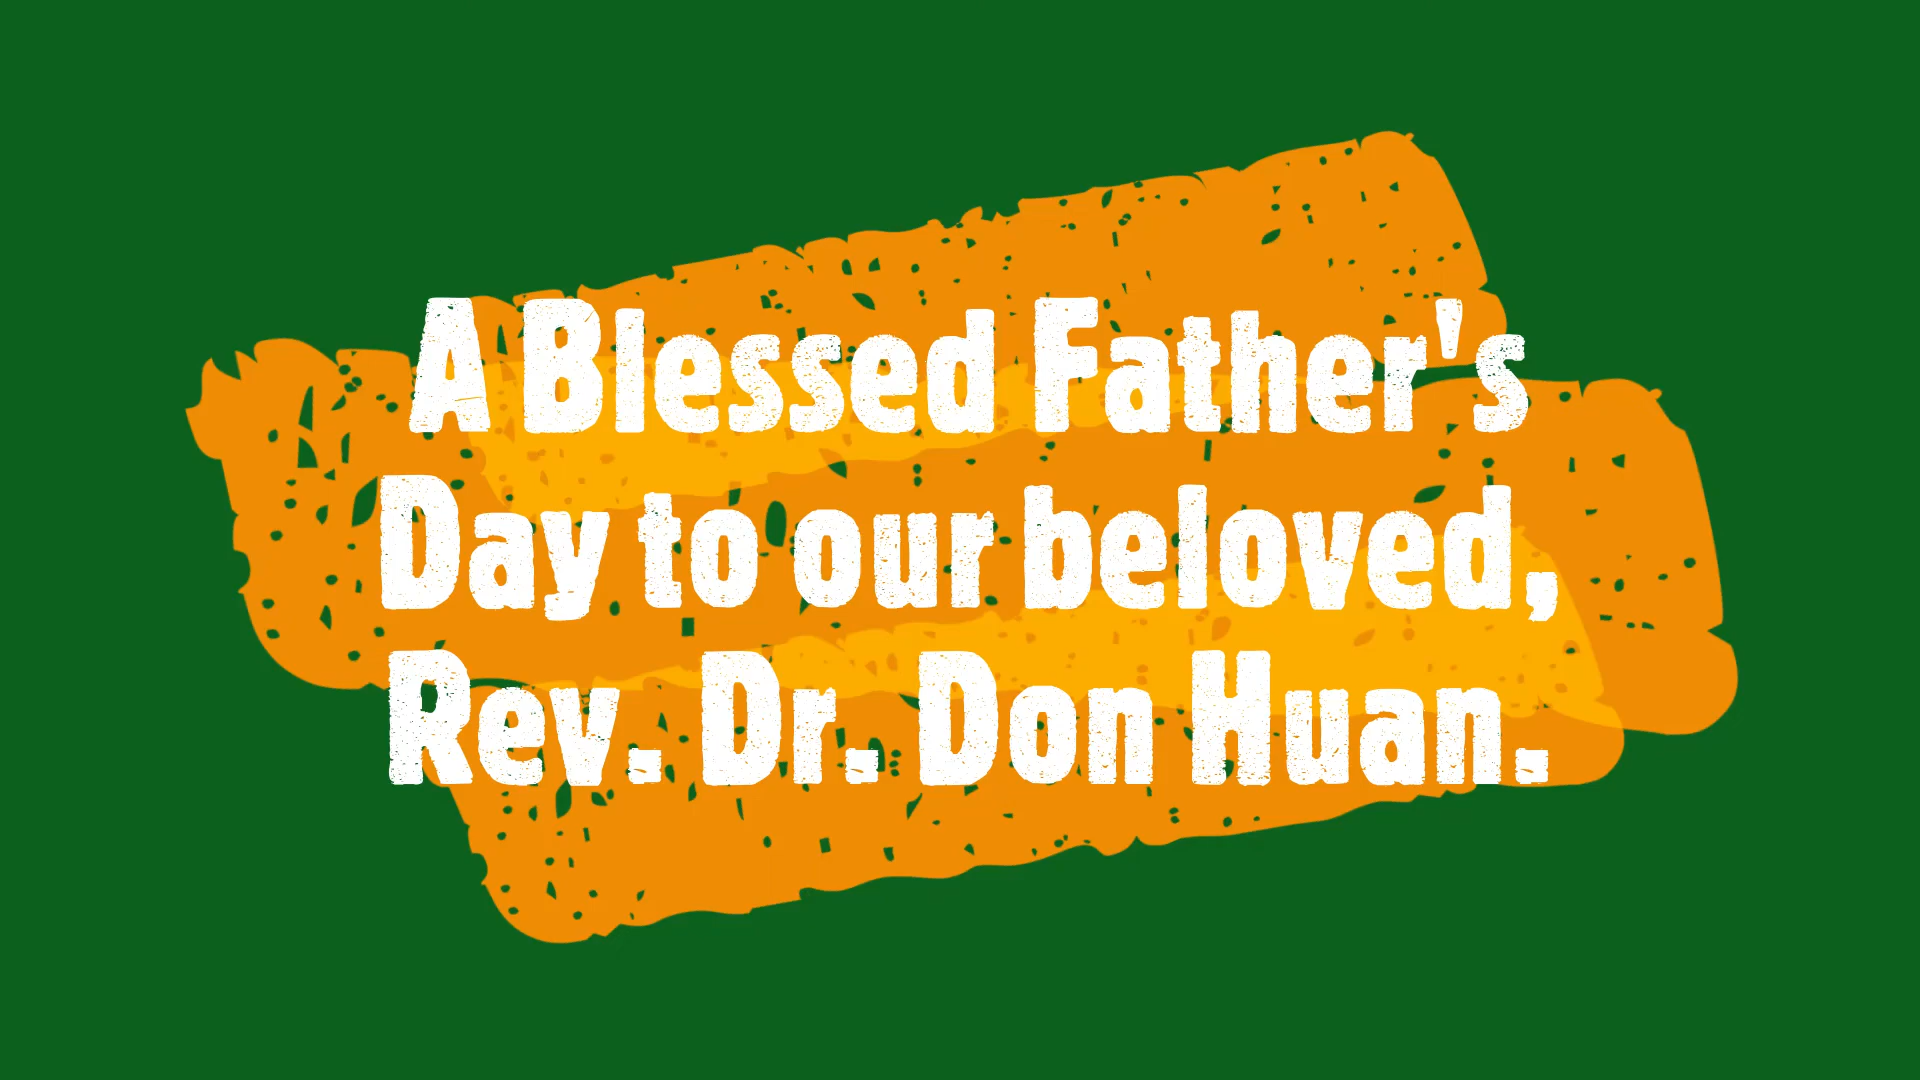 A Blessed Father's
Day to our beloved,
Rev. Dr. Don Huan.